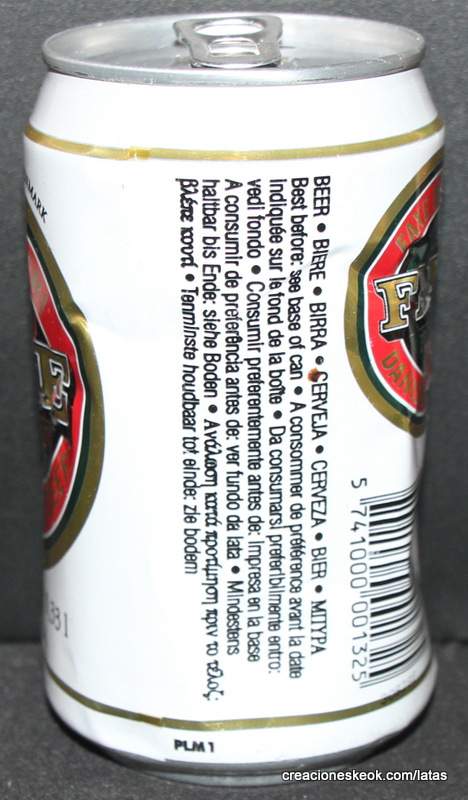 BEER • BIERE • BIRRA • CERVEJA • CERVEZA • BIER • ΜΠΥΡΑ
Best before: see base of can • A consommer de préférence avant la date
indiquée sur le fond de la boîte • Da consumarsi preferibilmente entro:
vedi fondo • Consumir preferentemente antes de: impresa en la base
A consumir de preferência antes de: ver fundo da lata • Mindestens
haltbar bis Ende: siehe Boden • Ανάλωση κατά προτίμηση πριν το τέλος:
βλέπε κουτί • Tenminste houdbaar tot einde: zie bodem
5 741000 001325
PLM 1
creacioneskeok.com/latas